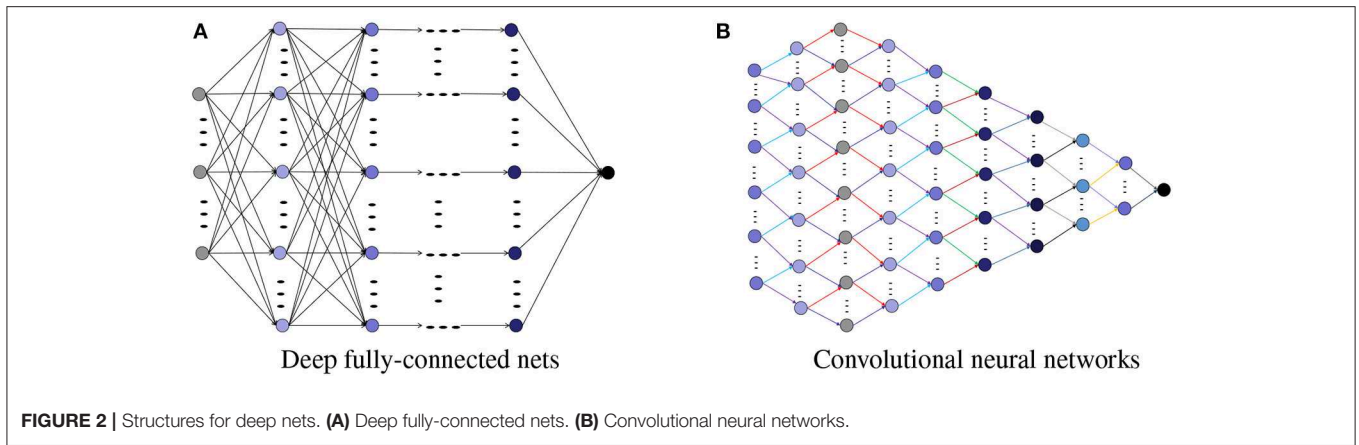 A
B
Deep fully-connected nets
Convolutional neural networks
FIGURE 2 | Structures for deep nets. (A) Deep fully-connected nets. (B) Convolutional neural networks.